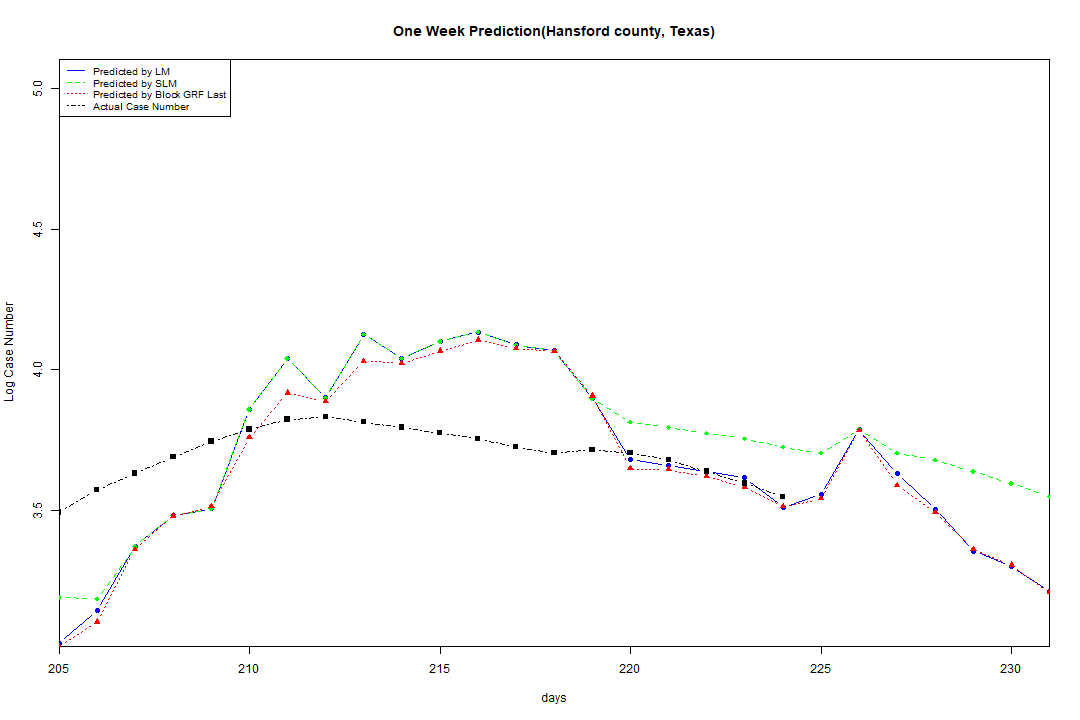 One Week Prediction(Hansford county, Texas)
Predicted by LM
Predicted by SLM
Predicted by Block GRF Last
Actual Case Number
5.0
4.5
4.0
3.5
Log Case Number
205 210 215 220 225 230
days